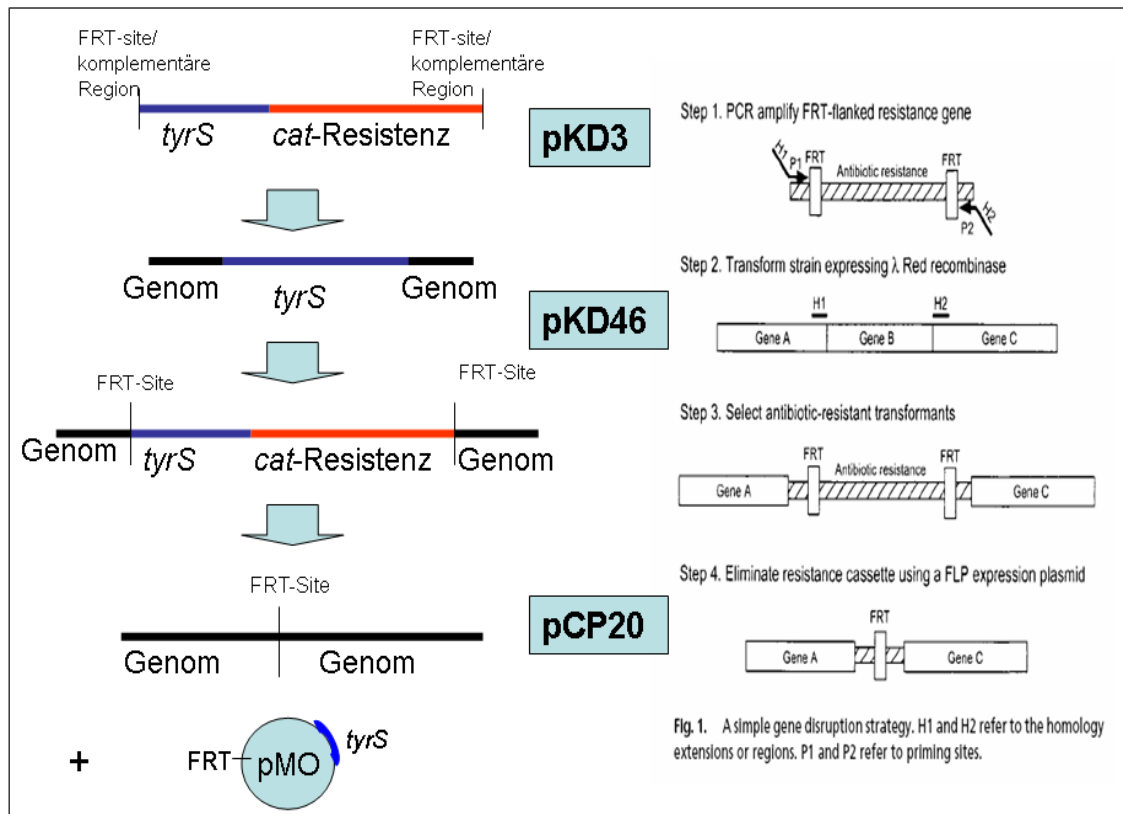 FRT-site/
komplementäre
Region
FRT-site/
komplementäre
Region
tyrS
cat-Resistenz
pKD3
Genom
tyrS
Genom
pKD46
FRT-Site
FRT-Site
Genom
tyrS
cat-Resistenz
Genom
FRT-Site
Genom
Genom
pCP20
+
FRT
pMO
tyrS
Step 1. PCR amplify FRT-flanked resistance gene
H1
P1
FRT
Antibiotic resistance
FRT
P2
H2
Step 2. Transform strain expressing λ Red recombinase
H1
H2
Gene A
Gene B
Gene C
Step 3. Select antibiotic-resistant transformants
FRT
Antibiotic resistance
FRT
Gene A
Gene C
Step 4. Eliminate resistance cassette using a FLP expression plasmid
FRT
Gene A
Gene C
Fig. 1. A simple gene disruption strategy. H1 and H2 refer to the homology
extensions or regions. P1 and P2 refer to priming sites.